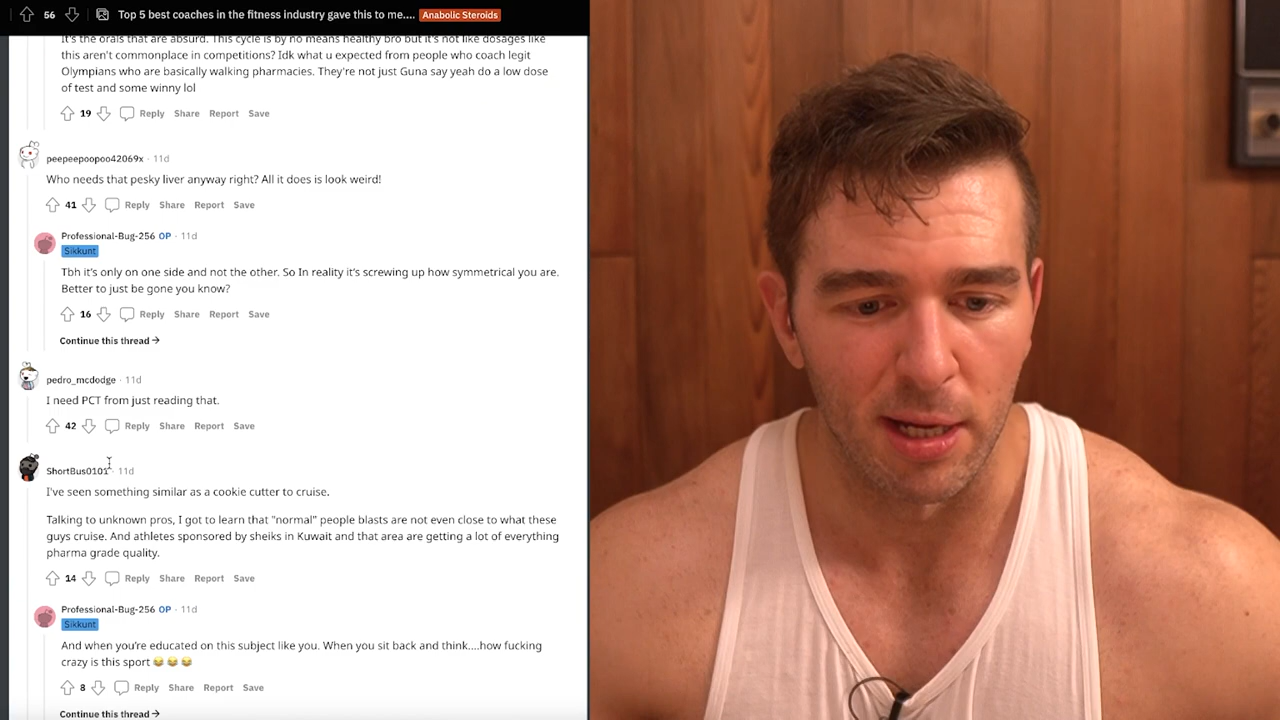 56 Top 5 best coaches in the fitness industry gave this to me.... Anabolic Steroids
It's the orals that are absurd. This cycle is by no means healthy bro but it's not like dosages like
this aren't commonplace in competitions? Idk what u expected from people who coach legit
Olympians who are basically walking pharmacies. They're not just Guna say yeah do a low dose
of test and some winny lol
19 Reply Share Report Save
peepeepoopoo42069x · 11d
Who needs that pesky liver anyway right? All it does is look weird!
41 Reply Share Report Save
Professional-Bug-256 OP · 11d
Sikkunt
Tbh it's only on one side and not the other. So In reality it's screwing up how symmetrical you are.
Better to just be gone you know?
16 Reply Share Report Save
Continue this thread →
pedro_mcdodge · 11d
I need PCT from just reading that.
42 Reply Share Report Save
ShortBus0101 · 11d
I've seen something similar as a cookie cutter to cruise.
Talking to unknown pros, I got to learn that "normal" people blasts are not even close to what these
guys cruise. And athletes sponsored by sheiks in Kuwait and that area are getting a lot of everything
pharma grade quality.
14 Reply Share Report Save
Professional-Bug-256 OP · 11d
Sikkunt
And when you're educated on this subject like you. When you sit back and think....how fucking
crazy is this sport 😂 😂 😂
8 Reply Share Report Save
Continue this thread →